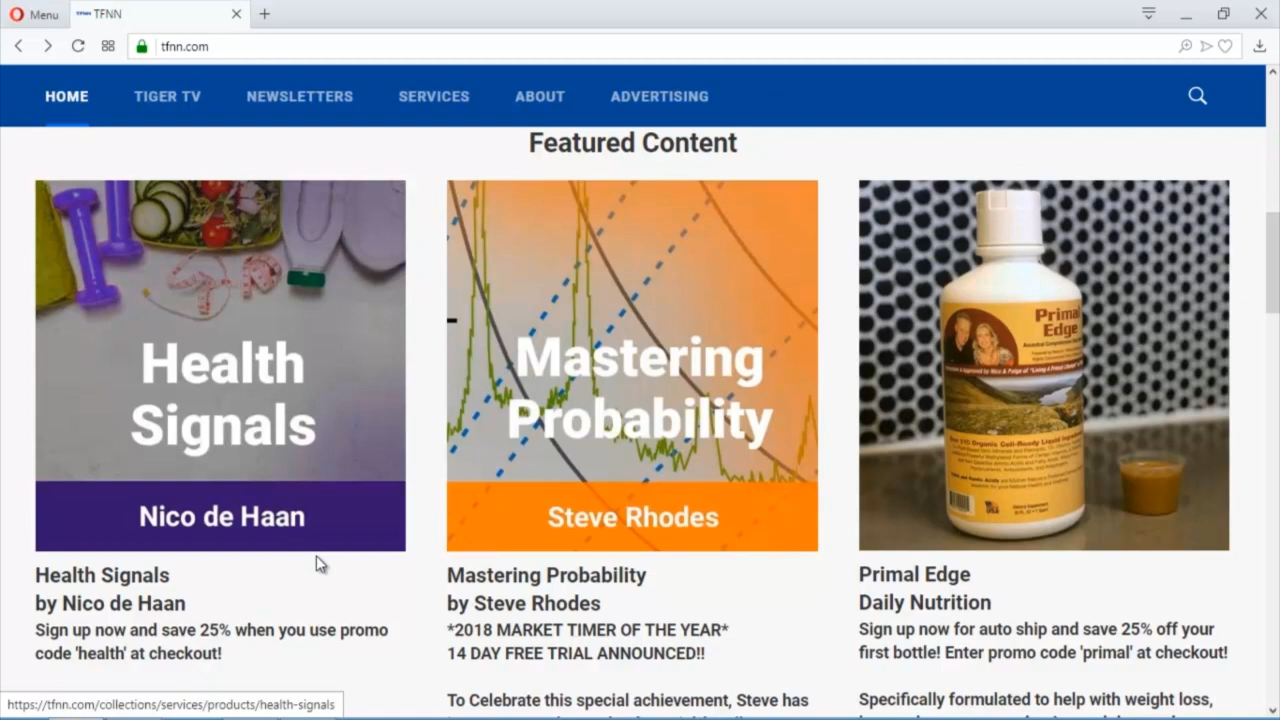 Menu
TFNN
tfnn.com
HOME
TIGER TV
NEWSLETTERS
SERVICES
ABOUT
ADVERTISING
Featured Content
Health
Signals
Nico de Haan
Mastering
Probability
Steve Rhodes
Primal
Edge
Health Signals
by Nico de Haan
Sign up now and save 25% when you use promo
code 'health' at checkout!
Mastering Probability
by Steve Rhodes
*2018 MARKET TIMER OF THE YEAR*
14 DAY FREE TRIAL ANNOUNCED!!
To Celebrate this special achievement, Steve has
Primal Edge
Daily Nutrition
Sign up now for auto ship and save 25% off your
first bottle! Enter promo code 'primal' at checkout!
Specifically formulated to help with weight loss,
https://tfnn.com/collections/services/products/health-signals